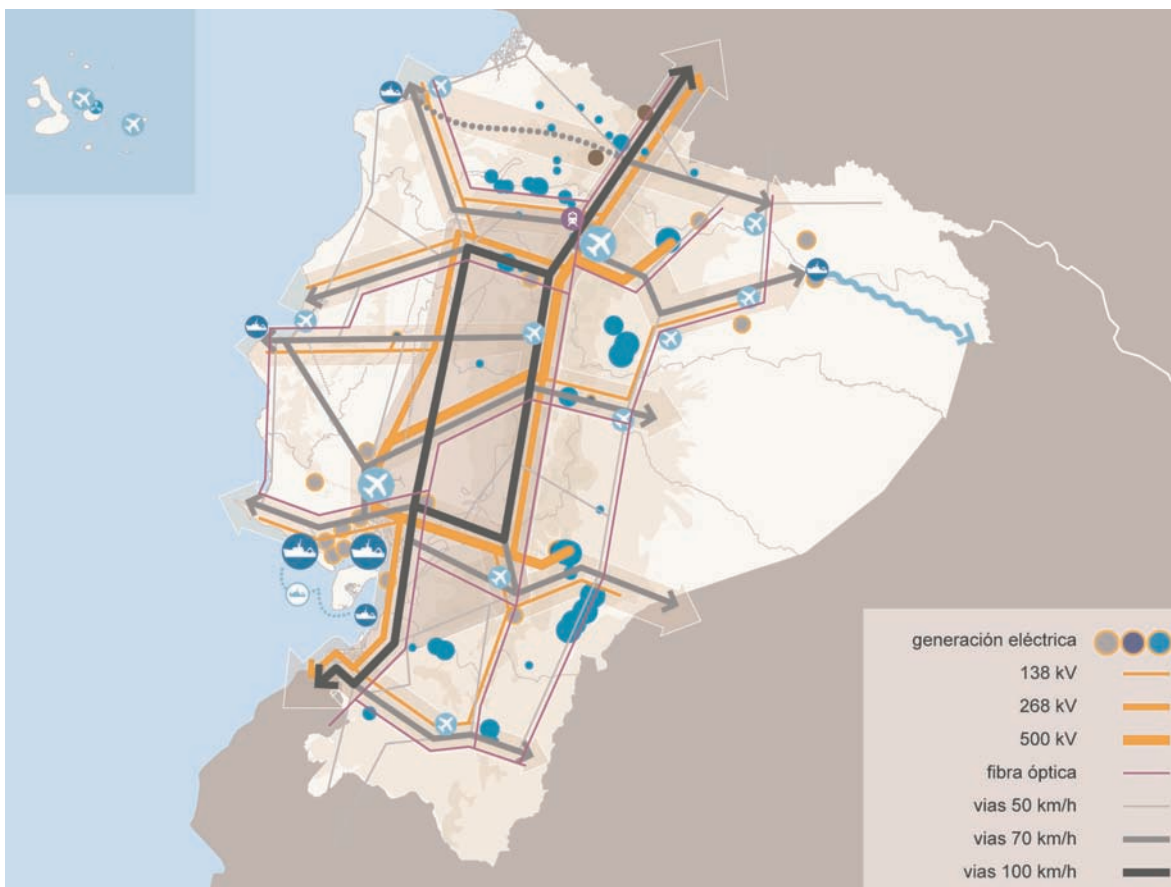 generación eléctrica
138 kV
268 kV
500 kV
fibra óptica
vias 50 km/h
vias 70 km/h
vias 100 km/h